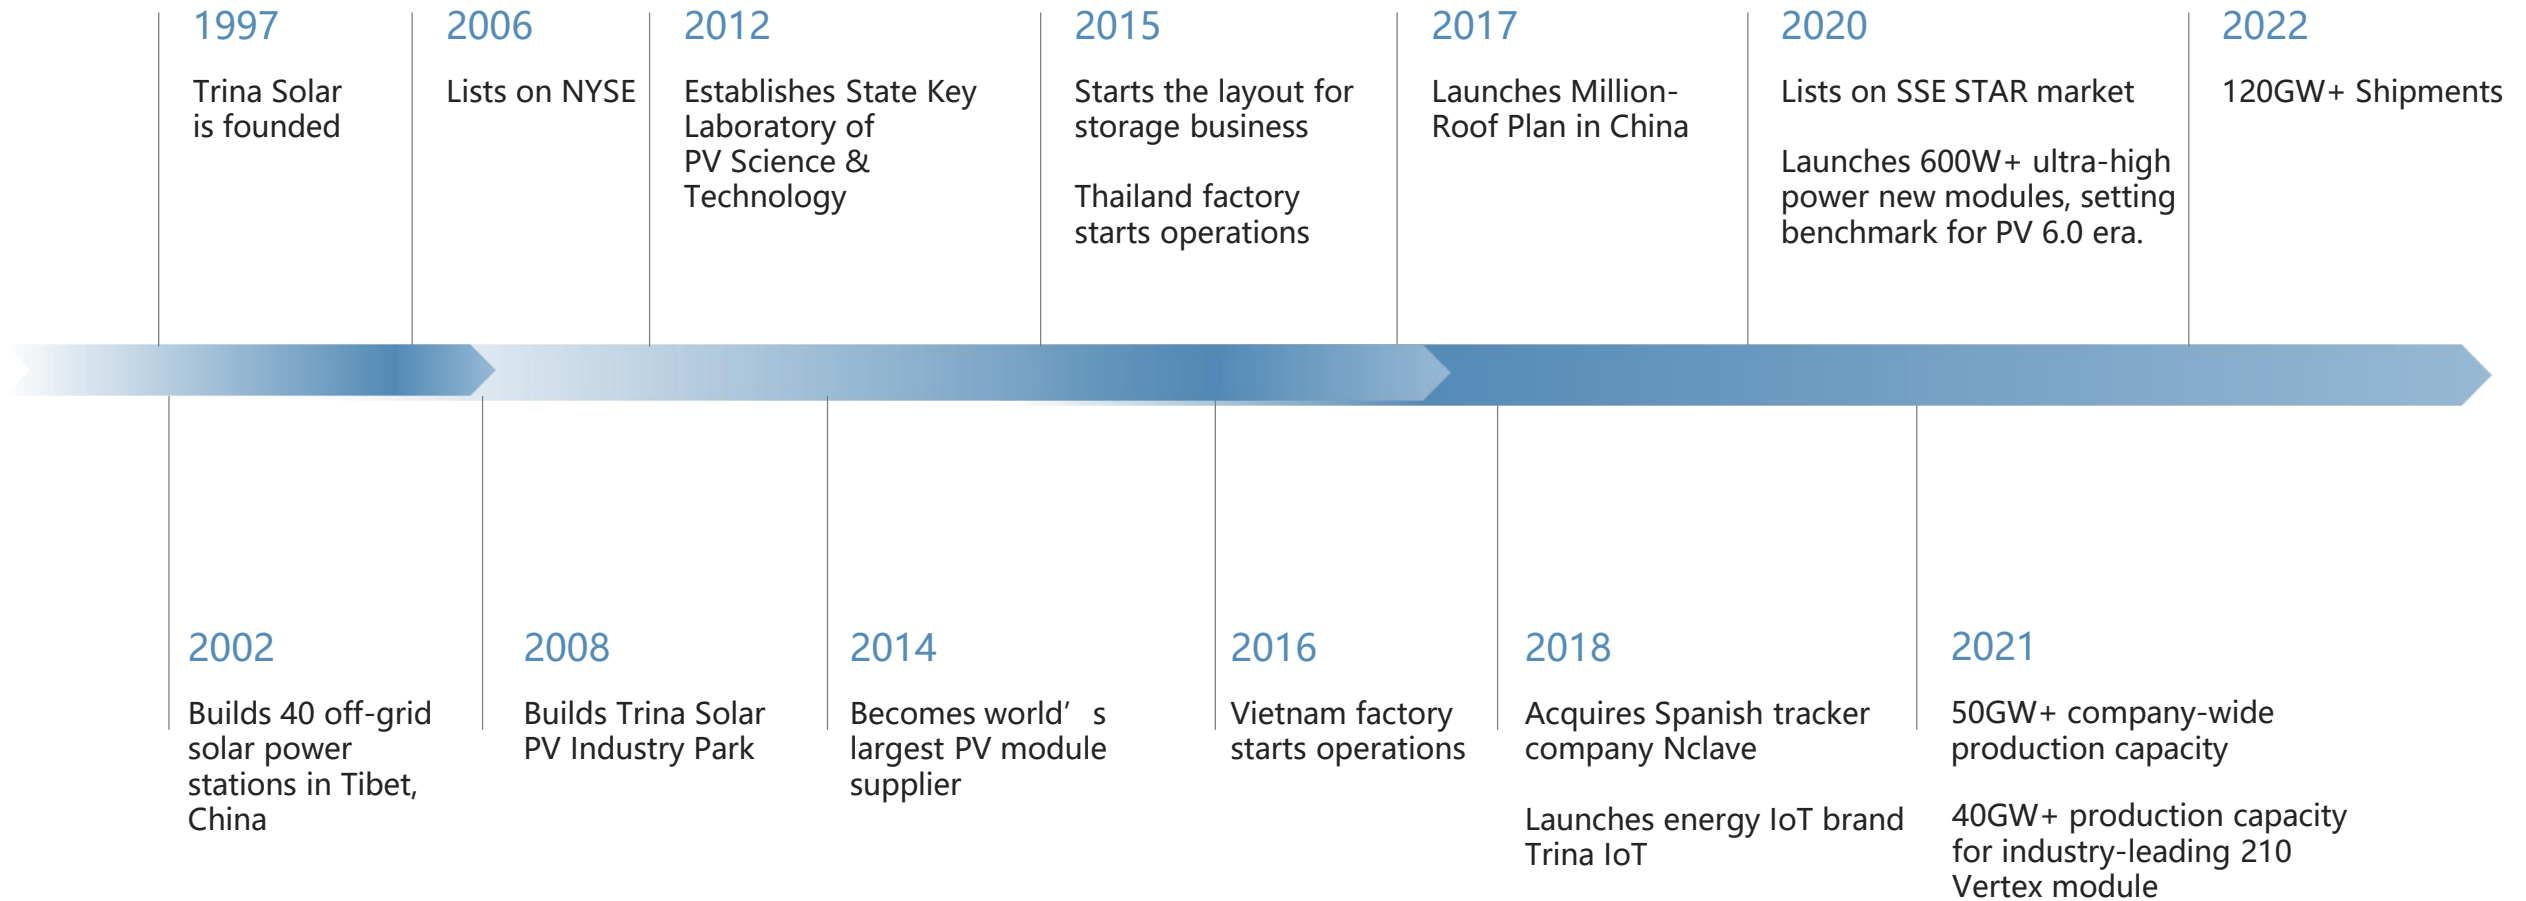 1997
Trina Solar
is founded
2006
Lists on NYSE
2012
Establishes State Key
Laboratory of
PV Science &
Technology
2015
Starts the layout for
storage business
Thailand factory
starts operations
2017
Launches Million-
Roof Plan in China
2020
Lists on SSE STAR market
Launches 600W+ ultra-high
power new modules, setting
benchmark for PV 6.0 era.
2022
120GW+ Shipments
2002
Builds 40 off-grid
solar power
stations in Tibet,
China
2008
Builds Trina Solar
PV Industry Park
2014
Becomes world’s
largest PV module
supplier
2016
Vietnam factory
starts operations
2018
Acquires Spanish tracker
company Nclave
Launches energy IoT brand
Trina IoT
2021
50GW+ company-wide
production capacity
40GW+ production capacity
for industry-leading 210
Vertex module